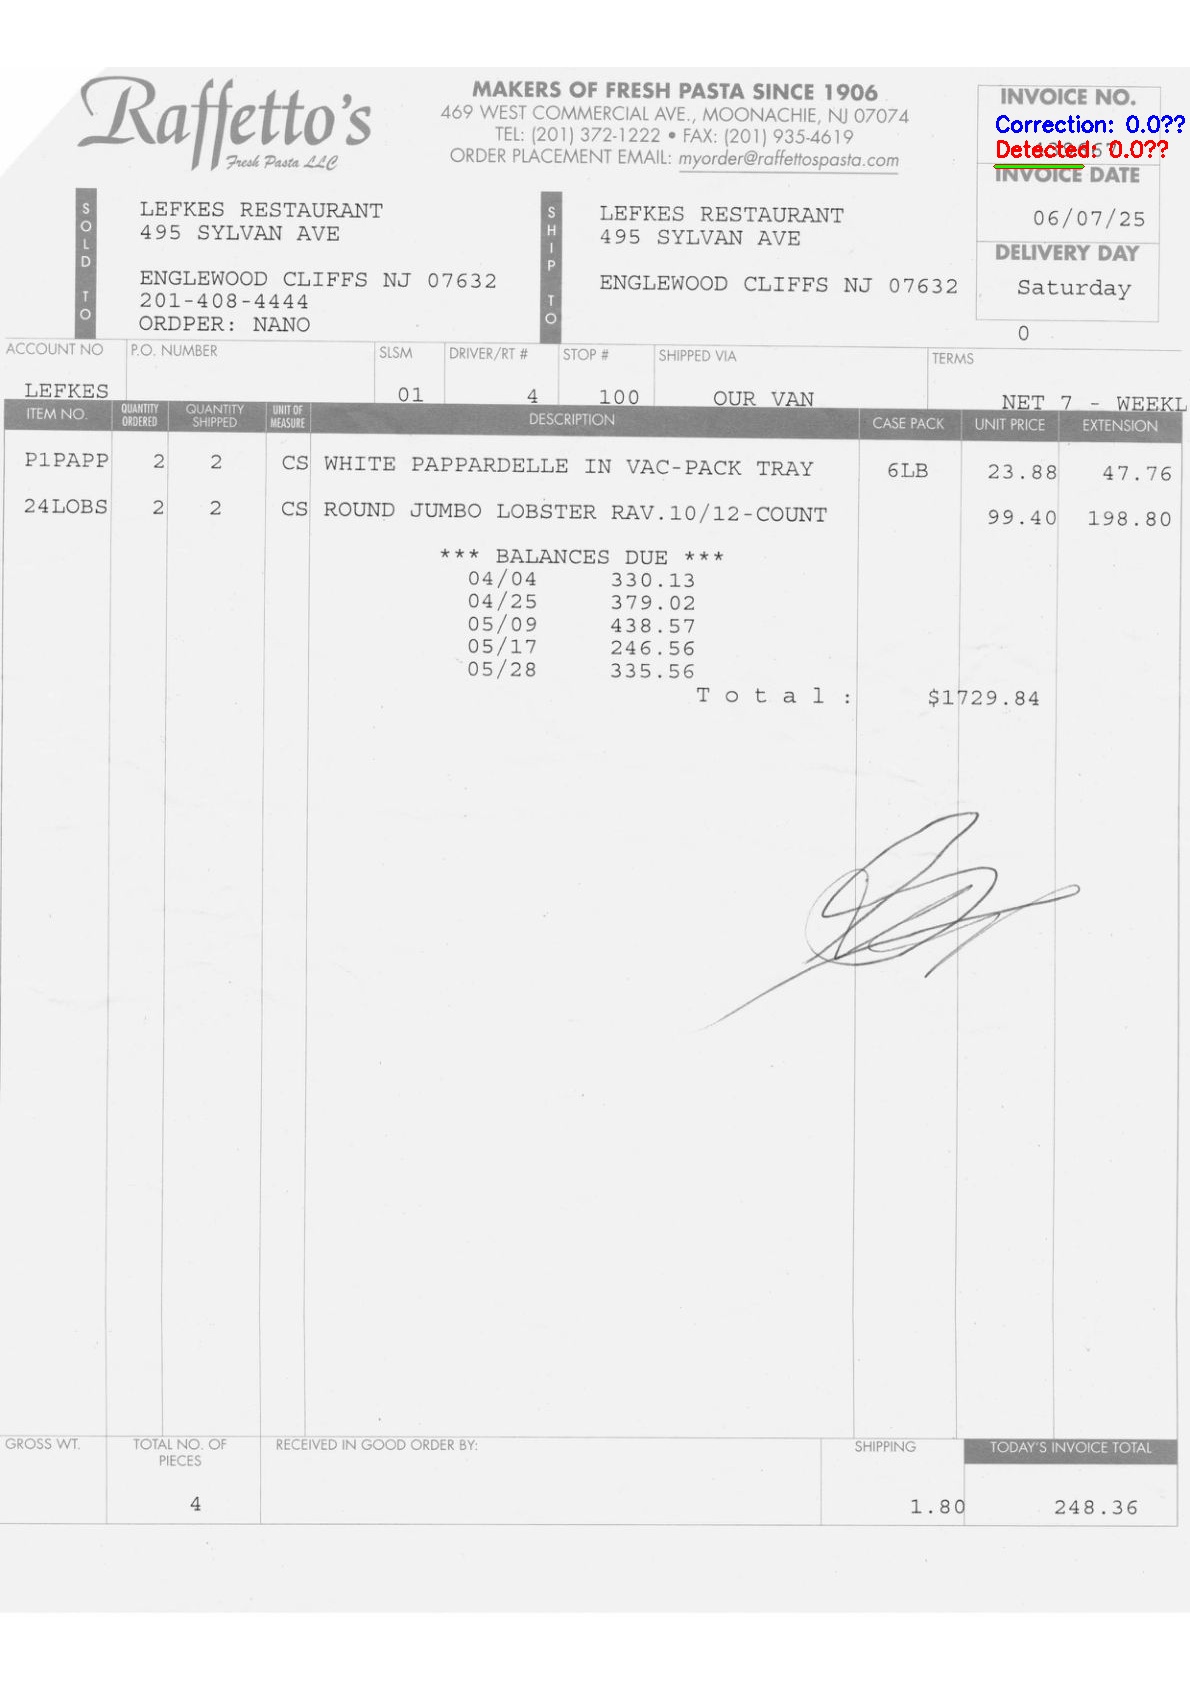 Raffetto's
Fresh Pasta LLC
MAKERS OF FRESH PASTA SINCE 1906
469 WEST COMMERCIAL AVE., MOONACHIE, NJ 07074
TEL: (201) 372-1222 • FAX: (201) 935-4619
ORDER PLACEMENT EMAIL: myorder@raffettospasta.com
INVOICE NO.
Correction: 0.0??
Detected: 0.0??
INVOICE DATE
06/07/25
DELIVERY DAY
Saturday
0
SOLD TO
LEFKES RESTAURANT
495 SYLVAN AVE
ENGLEWOOD CLIFFS NJ 07632
201-408-4444
ORDPER: NANO
SHIP TO
LEFKES RESTAURANT
495 SYLVAN AVE
ENGLEWOOD CLIFFS NJ 07632
ACCOUNT NO P.O. NUMBER SLSM DRIVER/RT # STOP # SHIPPED VIA TERMS
LEFKES 01 4 100 OUR VAN NET 7 - WEEKL
ITEM NO. QUANTITY ORDERED QUANTITY SHIPPED UNIT OF MEASURE DESCRIPTION CASE PACK UNIT PRICE EXTENSION
P1PAPP 2 2 CS WHITE PAPPARDELLE IN VAC-PACK TRAY 6LB 23.88 47.76
24LOBS 2 2 CS ROUND JUMBO LOBSTER RAV.10/12-COUNT 99.40 198.80
*** BALANCES DUE ***
04/04 330.13
04/25 379.02
05/09 438.57
05/17 246.56
05/28 335.56
Total: $1729.84
GROSS WT. TOTAL NO. OF PIECES RECEIVED IN GOOD ORDER BY: SHIPPING TODAY'S INVOICE TOTAL
4 1.80 248.36